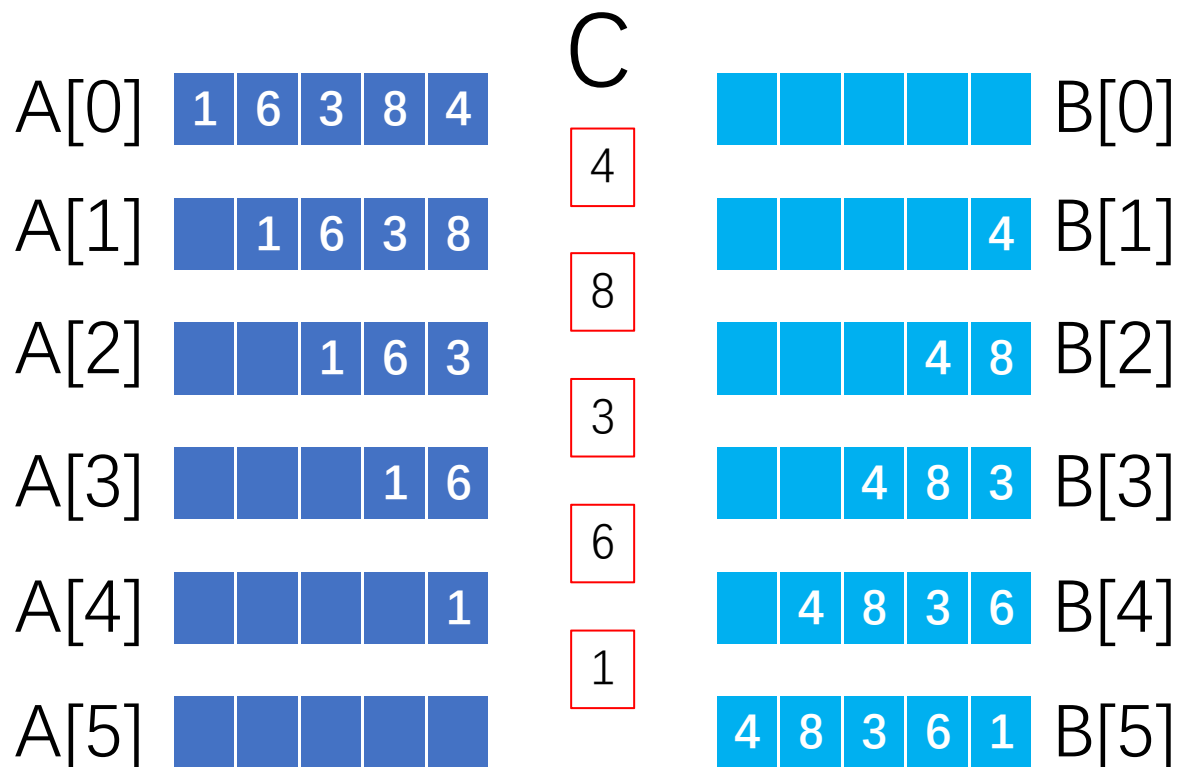 C
A[0] 1 6 3 8 4 B[0]
4
A[1] 1 6 3 8 4 B[1]
8
A[2] 1 6 3 4 8 B[2]
3
A[3] 1 6 4 8 3 B[3]
6
A[4] 1 4 8 3 6 B[4]
1
A[5] 4 8 3 6 1 B[5]